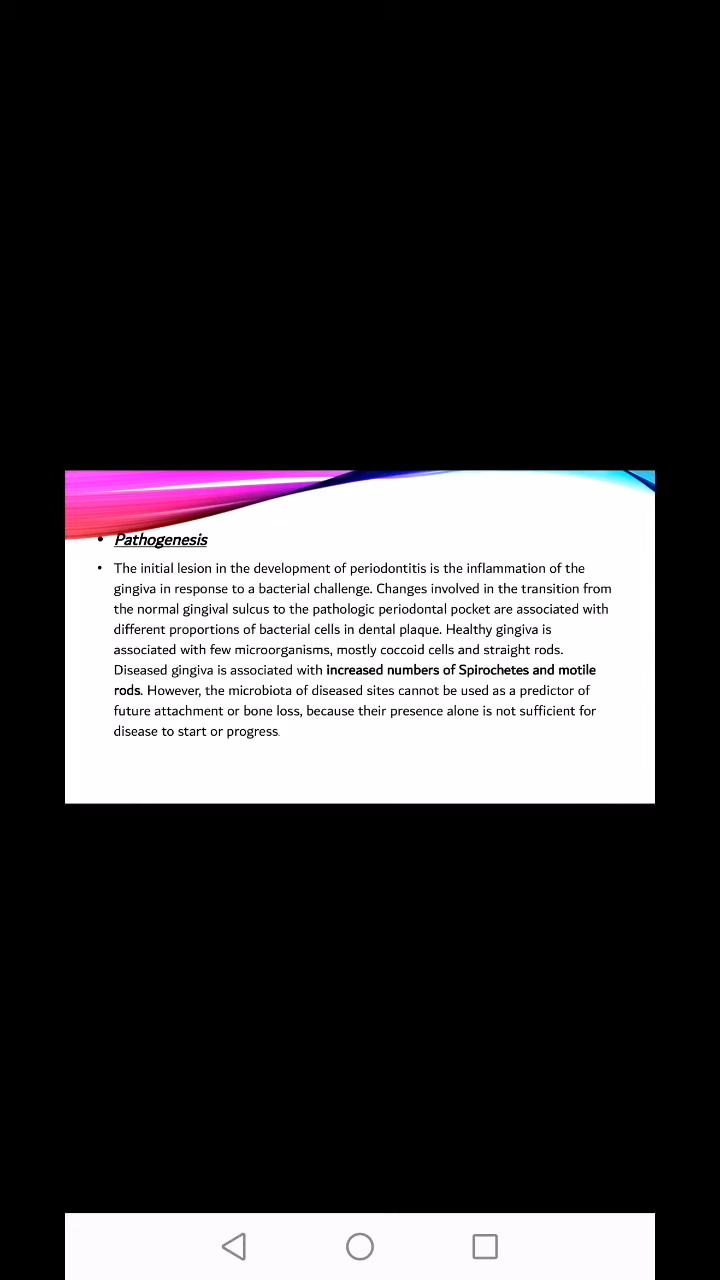 • Pathogenesis
• The initial lesion in the development of periodontitis is the inflammation of the
gingiva in response to a bacterial challenge. Changes involved in the transition from
the normal gingival sulcus to the pathologic periodontal pocket are associated with
different proportions of bacterial cells in dental plaque. Healthy gingiva is
associated with few microorganisms, mostly coccoid cells and straight rods.
Diseased gingiva is associated with increased numbers of Spirochetes and motile
rods. However, the microbiota of diseased sites cannot be used as a predictor of
future attachment or bone loss, because their presence alone is not sufficient for
disease to start or progress.